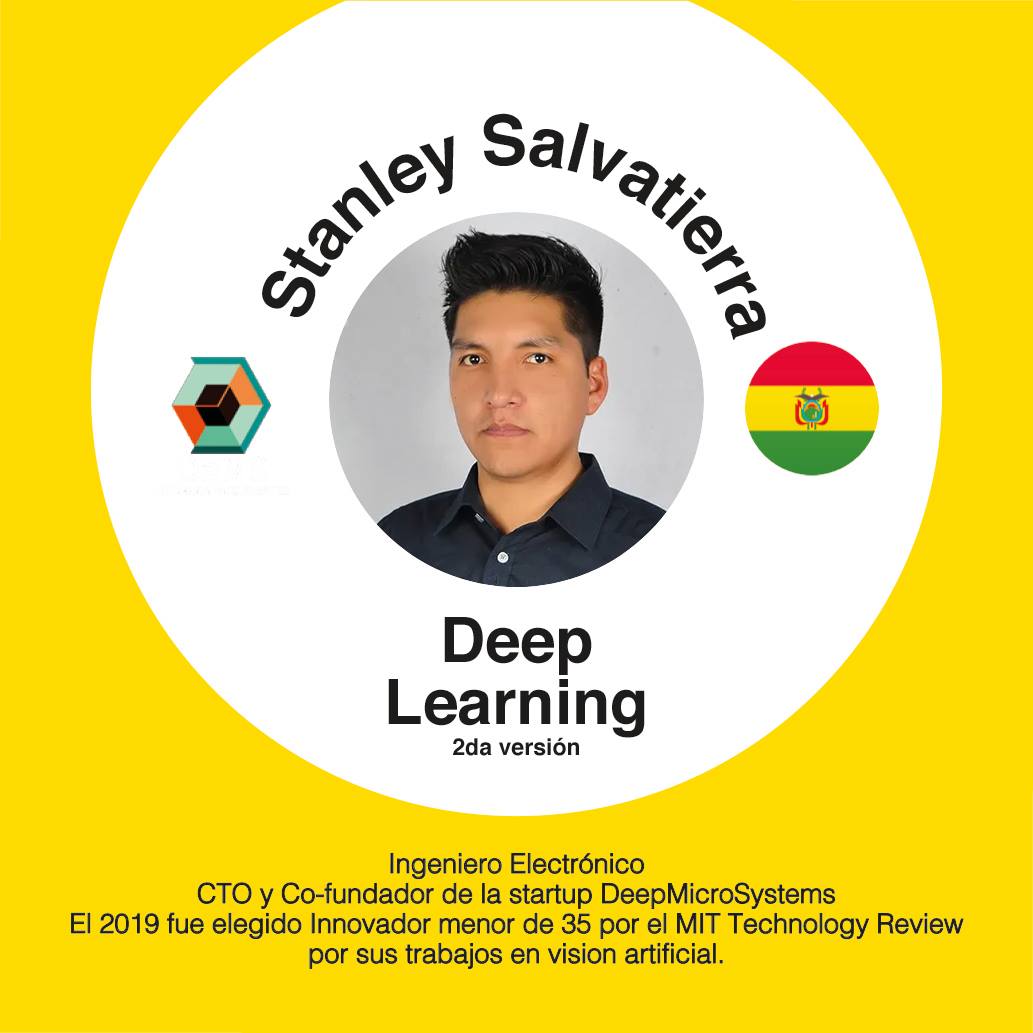 Stanley Salvatierra
Deep
Learning
2da versión
Ingeniero Electrónico
CTO y Co-fundador de la startup DeepMicroSystems
El 2019 fue elegido Innovador menor de 35 por el MIT Technology Review
por sus trabajos en vision artificial.